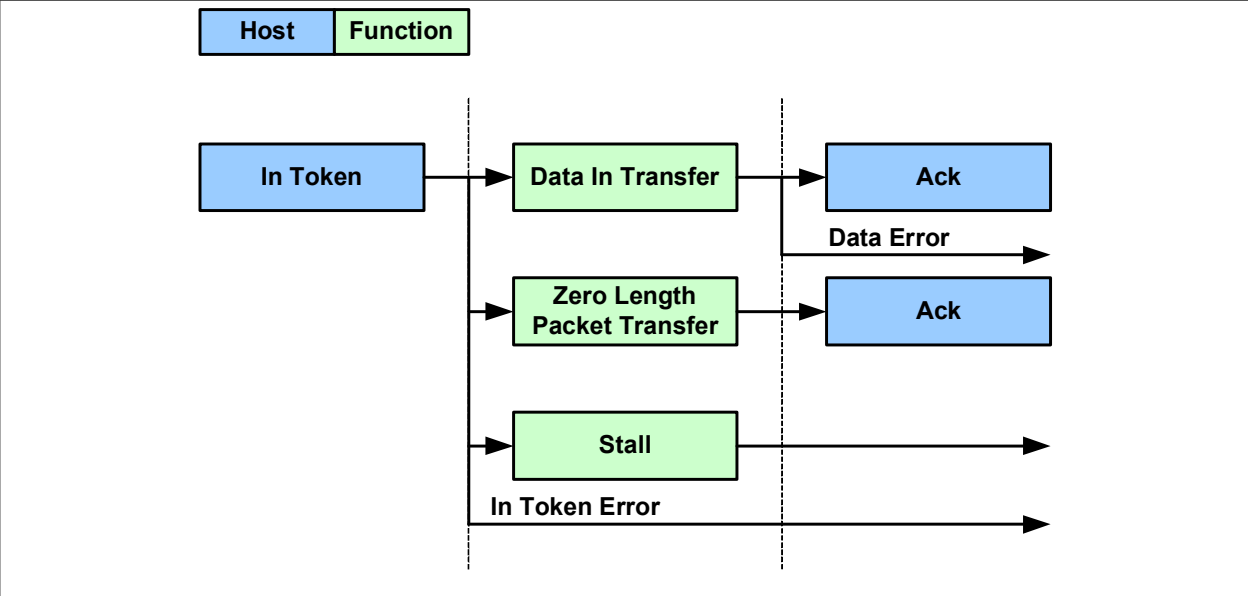 Host
Function
In Token
Data In Transfer
Ack
Data Error
Zero Length
Packet Transfer
Ack
Stall
In Token Error